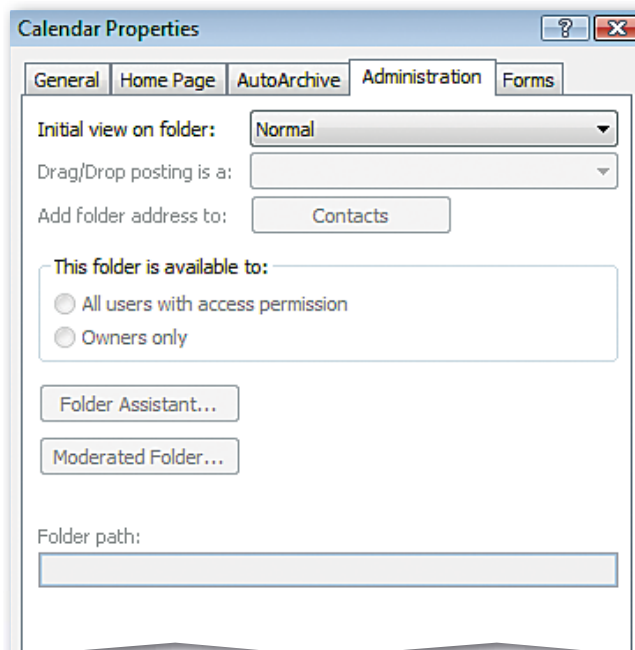 Calendar Properties
General Home Page AutoArchive Administration Forms
Initial view on folder: Normal
Drag/Drop posting is a:
Add folder address to: Contacts
This folder is available to:
All users with access permission
Owners only
Folder Assistant...
Moderated Folder...
Folder path: